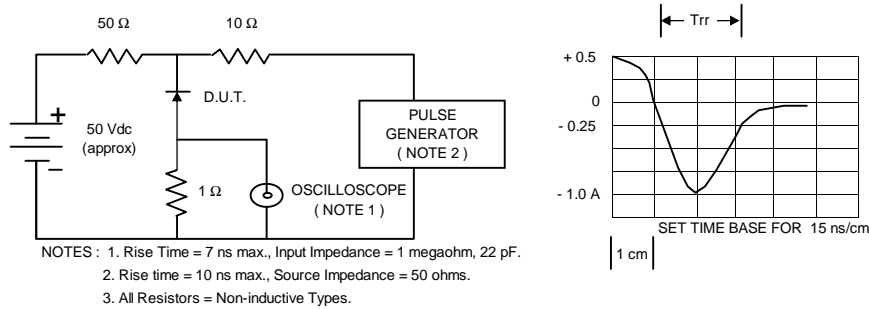 50 Ω
10 Ω
Trr
+ 0.5
D.U.T.
+
50 Vdc
(approx)
−
PULSE
GENERATOR
( NOTE 2 )
0
- 0.25
1 Ω
OSCILLOSCOPE
( NOTE 1 )
- 1.0 A
SET TIME BASE FOR 15 ns/cm
1 cm
NOTES : 1. Rise Time = 7 ns max., Input Impedance = 1 megaohm, 22 pF.
2. Rise time = 10 ns max., Source Impedance = 50 ohms.
3. All Resistors = Non-inductive Types.